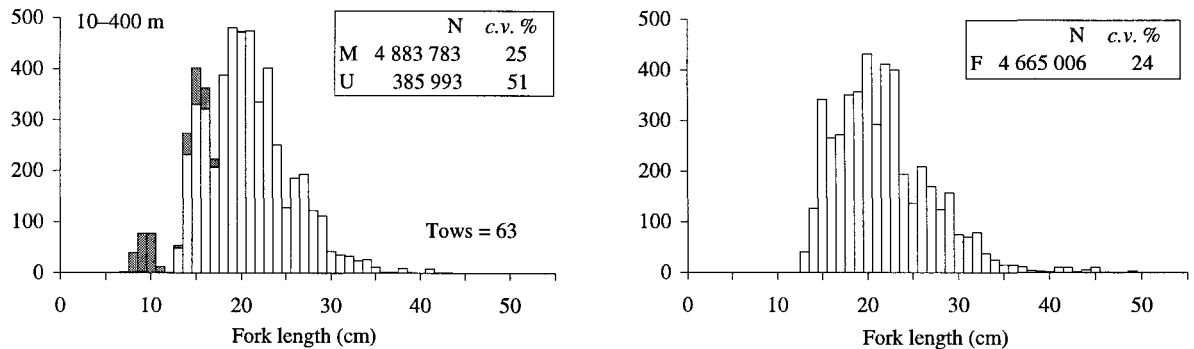 10–400 m
N c.v. %
M 4 883 783 25
U 385 993 51
Tows = 63
500
400
300
200
100
0
0 10 20 30 40 50
Fork length (cm)
N c.v. %
F 4 665 006 24
500
400
300
200
100
0
0 10 20 30 40 50
Fork length (cm)